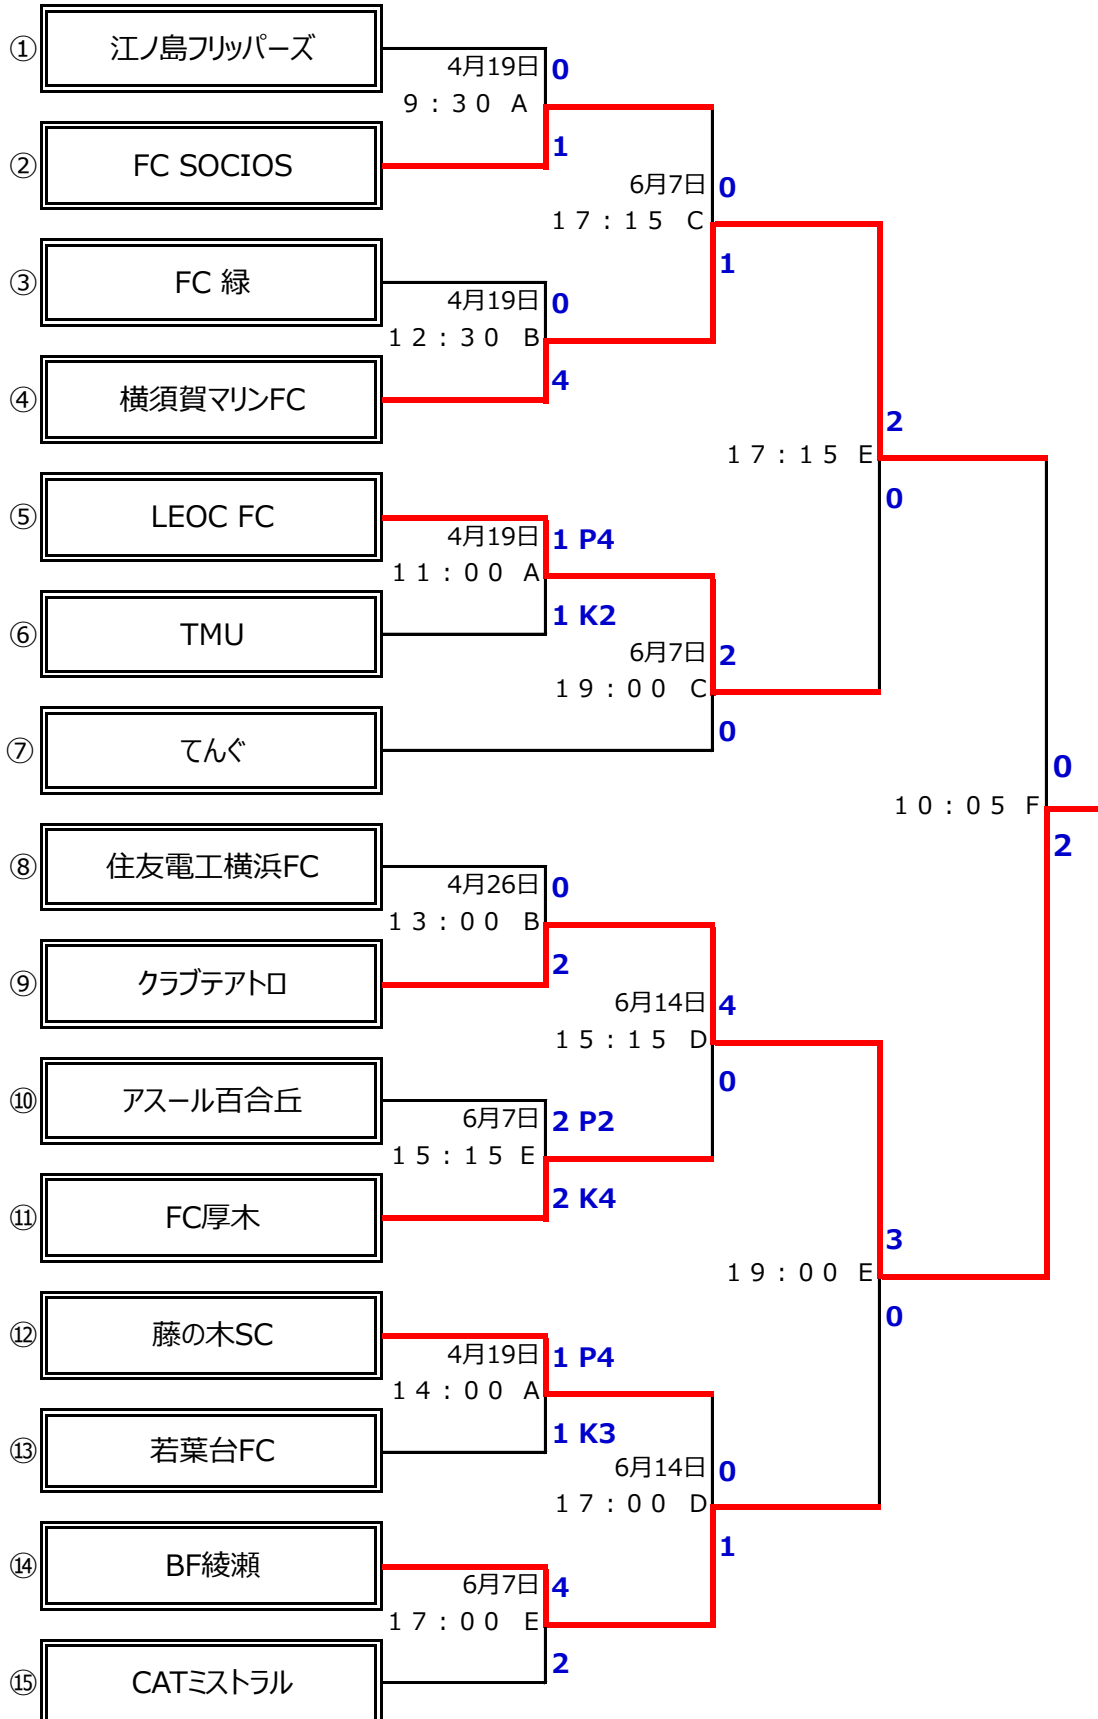 ① 江ノ島フリッパーズ
4月19日 0
9:30 A
② FC SOCIOS
1
6月7日 0
17:15 C
1
③ FC 緑
4月19日 0
12:30 B
④ 横須賀マリンFC
4
2
17:15 E
0
⑤ LEOC FC
4月19日 1 P4
11:00 A
1 K2
⑥ TMU
6月7日 2
19:00 C
0
⑦ てんぐ
0
10:05 F
2
⑧ 住友電工横浜FC
4月26日 0
13:00 B
2
⑨ クラブテアトロ
6月14日 4
15:15 D
0
⑩ アスール百合丘
6月7日 2 P2
15:15 E
2 K4
⑪ FC厚木
3
19:00 E
0
⑫ 藤の木SC
4月19日 1 P4
14:00 A
1 K3
⑬ 若葉台FC
6月14日 0
17:00 D
1
⑭ BF綾瀬
6月7日 4
17:00 E
2
⑮ CATミストラル